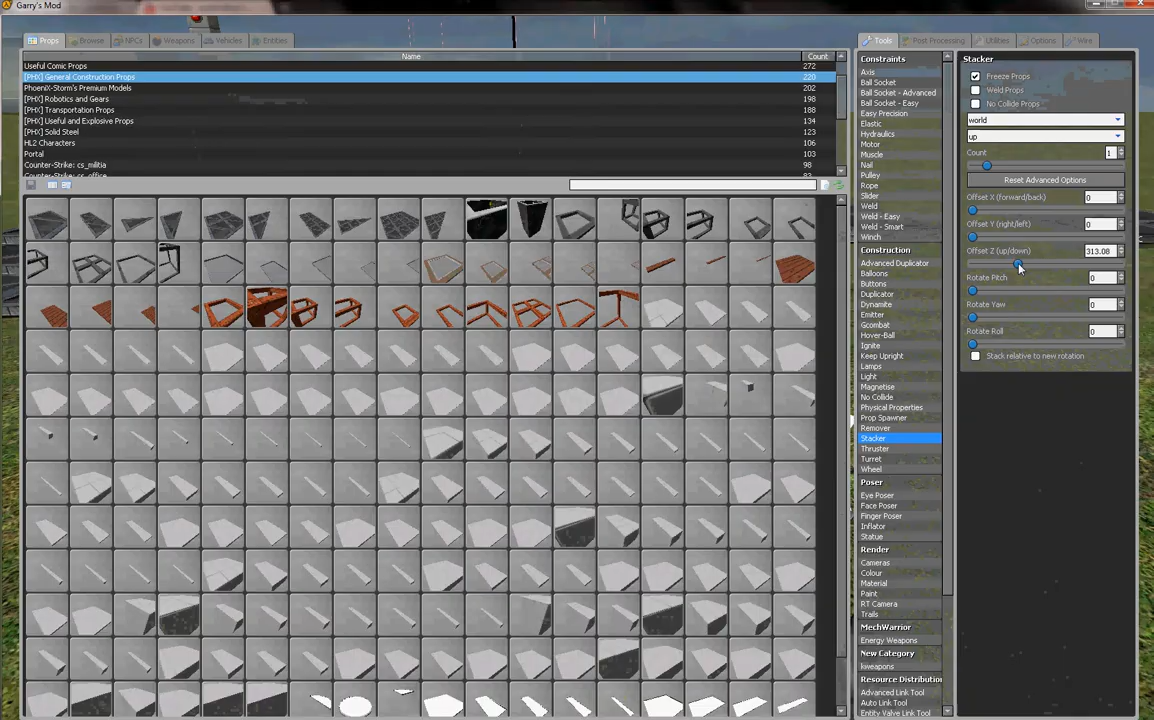 Garry's Mod
Props
Browse
NPCs
Weapons
Vehicles
Entities
Name
Count
Useful Comic Props
272
[PHX] General Construction Props
220
PhoeniX-Storm's Premium Models
202
[PHX] Robotics and Gears
198
[PHX] Transportation Props
188
[PHX] Useful and Explosive Props
134
[PHX] Solid Steel
123
HL2 Characters
106
Portal
103
Counter-Strike: cs_militia
98
Counter-Strike: cs_office
Tools
Post Processing
Utilities
Options
Wire
Constraints
Axis
Ball Socket
Ball Socket - Advanced
Ball Socket - Easy
Easy Precision
Elastic
Hydraulics
Motor
Muscle
Nail
Pulley
Rope
Slider
Weld
Weld - Easy
Weld - Smart
Winch
Construction
Advanced Duplicator
Balloons
Buttons
Duplicator
Dynamite
Emitter
Gcombat
Hover-Ball
Ignite
Keep Upright
Lamps
Light
Magnetise
No Collide
Physical Properties
Prop Spawner
Remover
Stacker
Thruster
Turret
Wheel
Poser
Eye Poser
Face Poser
Finger Poser
Inflator
Statue
Render
Cameras
Colour
Material
Paint
RT Camera
Trails
MechWarrior
Energy Weapons
New Category
kweapons
Resource Distributio
Advanced Link Tool
Auto Link Tool
Entity Valve Link Tool
Stacker
Freeze Props
Weld Props
No Collide Props
world
up
Count
1
Reset Advanced Options
Offset X (forward/back)
0
Offset Y (right/left)
0
Offset Z (up/down)
313.08
Rotate Pitch
0
Rotate Yaw
0
Rotate Roll
0
Stack relative to new rotation